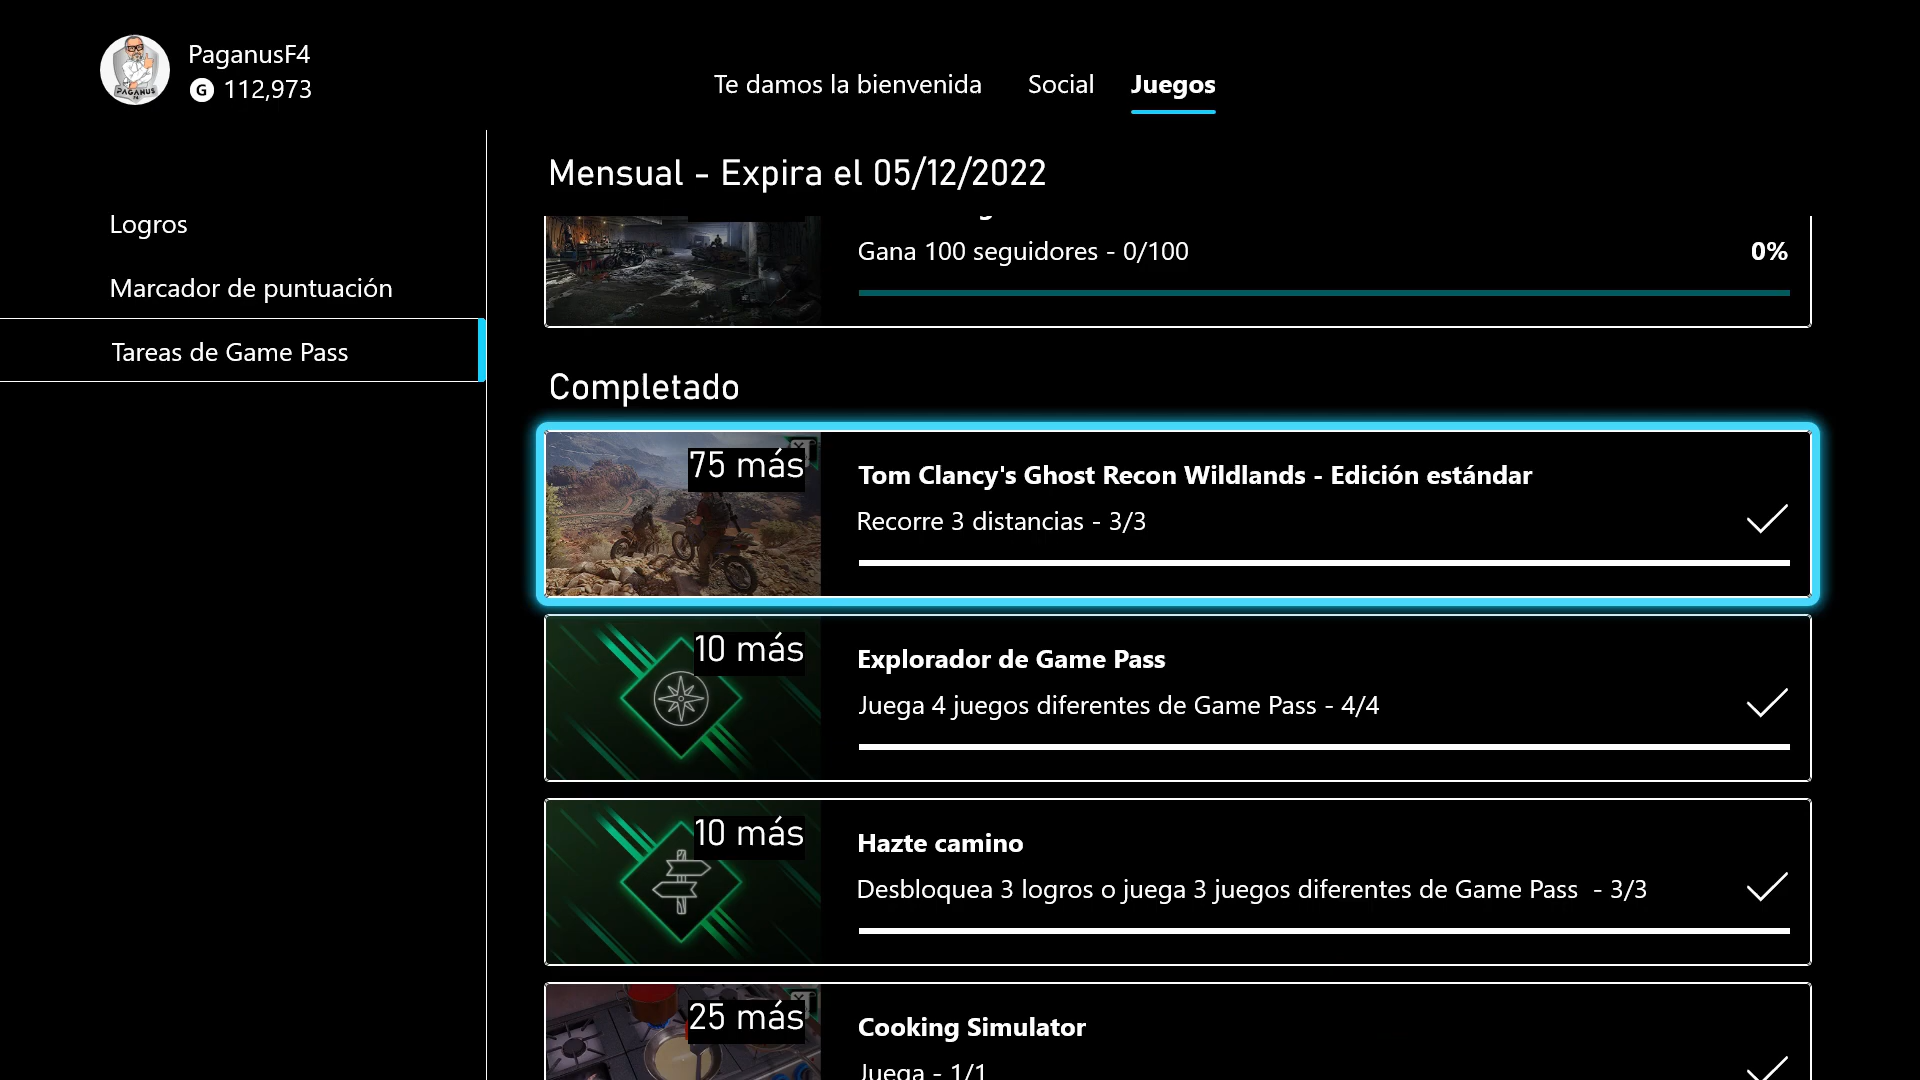 PaganusF4
G 112,973
Te damos la bienvenida
Social
Juegos
Logros
Marcador de puntuación
Tareas de Game Pass
Mensual - Expira el 05/12/2022
Gana 100 seguidores - 0/100
0%
Completado
75 más
Tom Clancy's Ghost Recon Wildlands - Edición estándar
Recorre 3 distancias - 3/3
10 más
Explorador de Game Pass
Juega 4 juegos diferentes de Game Pass - 4/4
10 más
Hazte camino
Desbloquea 3 logros o juega 3 juegos diferentes de Game Pass - 3/3
25 más
Cooking Simulator
Juega - 1/1